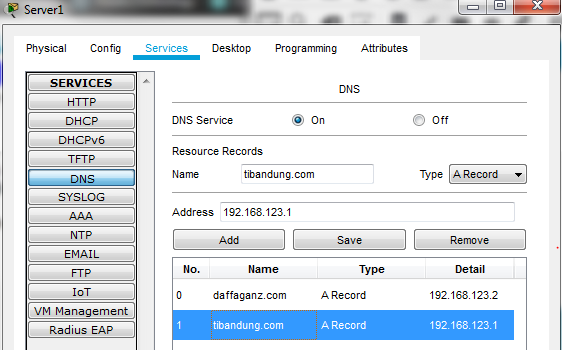 Server1
Physical Config Services Desktop Programming Attributes
SERVICES
HTTP
DHCP
DHCPv6
TFTP
DNS
SYSLOG
AAA
NTP
EMAIL
FTP
IoT
VM Management
Radius EAP
DNS
DNS Service On Off
Resource Records
Name tibandung.com Type A Record
Address 192.168.123.1
Add Save Remove
No. Name Type Detail
0 daffaganz.com A Record 192.168.123.2
1 tibandung.com A Record 192.168.123.1